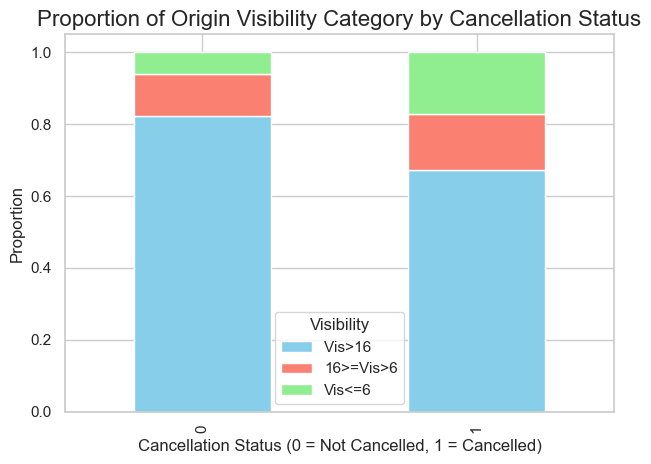 Proportion of Origin Visibility Category by Cancellation Status
Proportion
1.0
0.8
0.6
0.4
0.2
0.0
Visibility
Vis>16
16>=Vis>6
Vis<=6
0
1
Cancellation Status (0 = Not Cancelled, 1 = Cancelled)